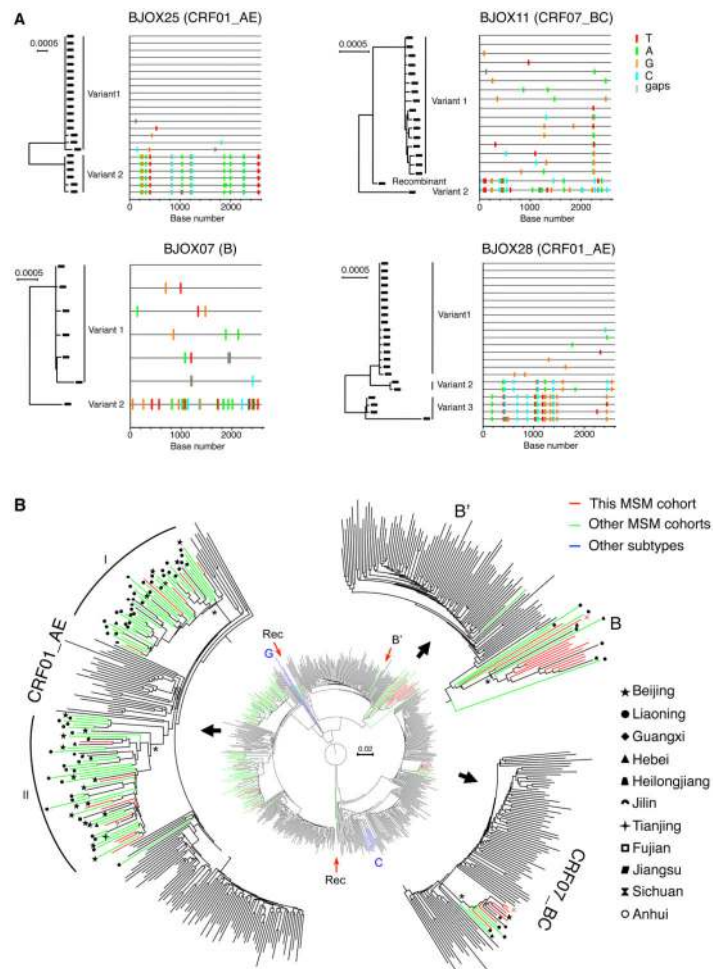 A
BJOX25 (CRF01_AE)
0.0005
Variant1
Variant 2
0
1000
2000
Base number
BJOX11 (CRF07_BC)
0.0005
Variant 1
Recombinant
Variant 2
0
1000
2000
Base number
T
A
G
C
gaps
BJOX07 (B)
0.0005
Variant 1
Variant 2
0
1000
2000
Base number
BJOX28 (CRF01_AE)
0.0005
Variant1
Variant 2
Variant 3
0
1000
2000
Base number
B
This MSM cohort
Other MSM cohorts
Other subtypes
CRF01_AE
I
II
B'
B
CRF07_BC
Rec
G
B'
0.02
Rec
C
Beijing
Liaoning
Guangxi
Hebei
Heilongjiang
Jilin
Tianjing
Fujian
Jiangsu
Sichuan
Anhui